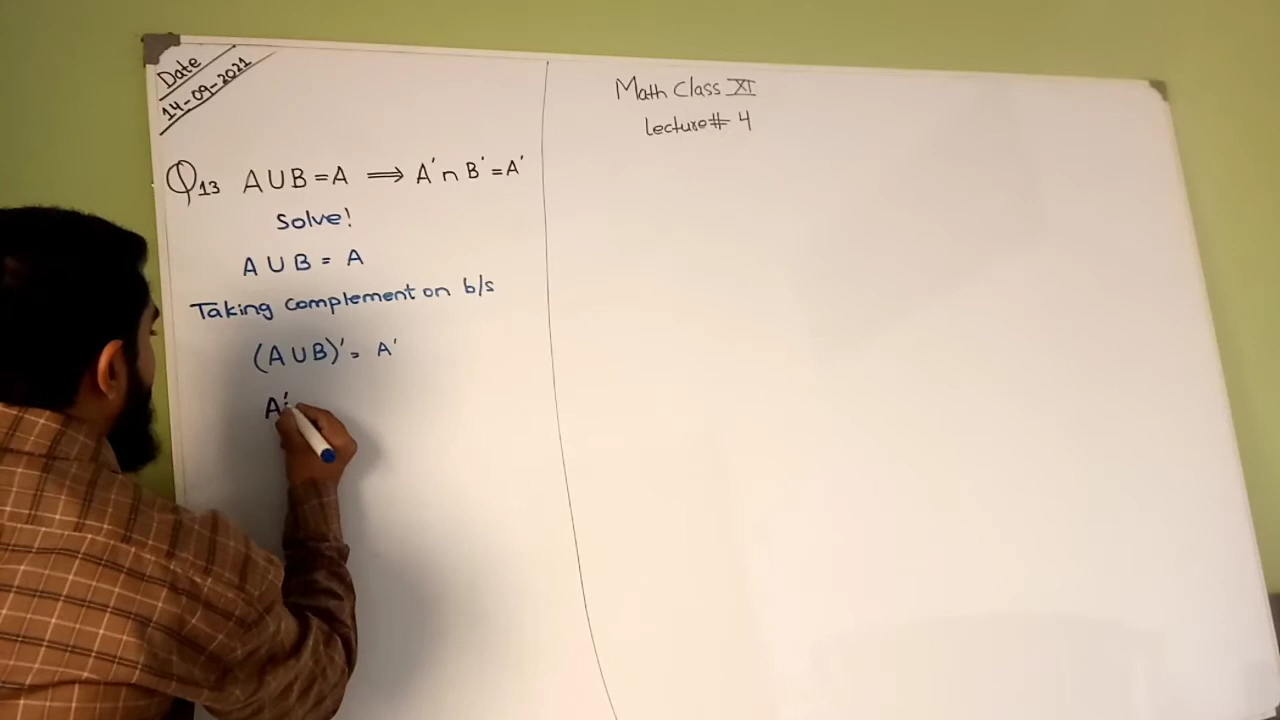 Date
14-09-2021
Math Class XI
Lecture# 4
Q13 A∪B=A ⟹ A'∩B'=A'
Solve!
A ∪ B = A
Taking complement on b/s
(A∪B)' = A'
A'